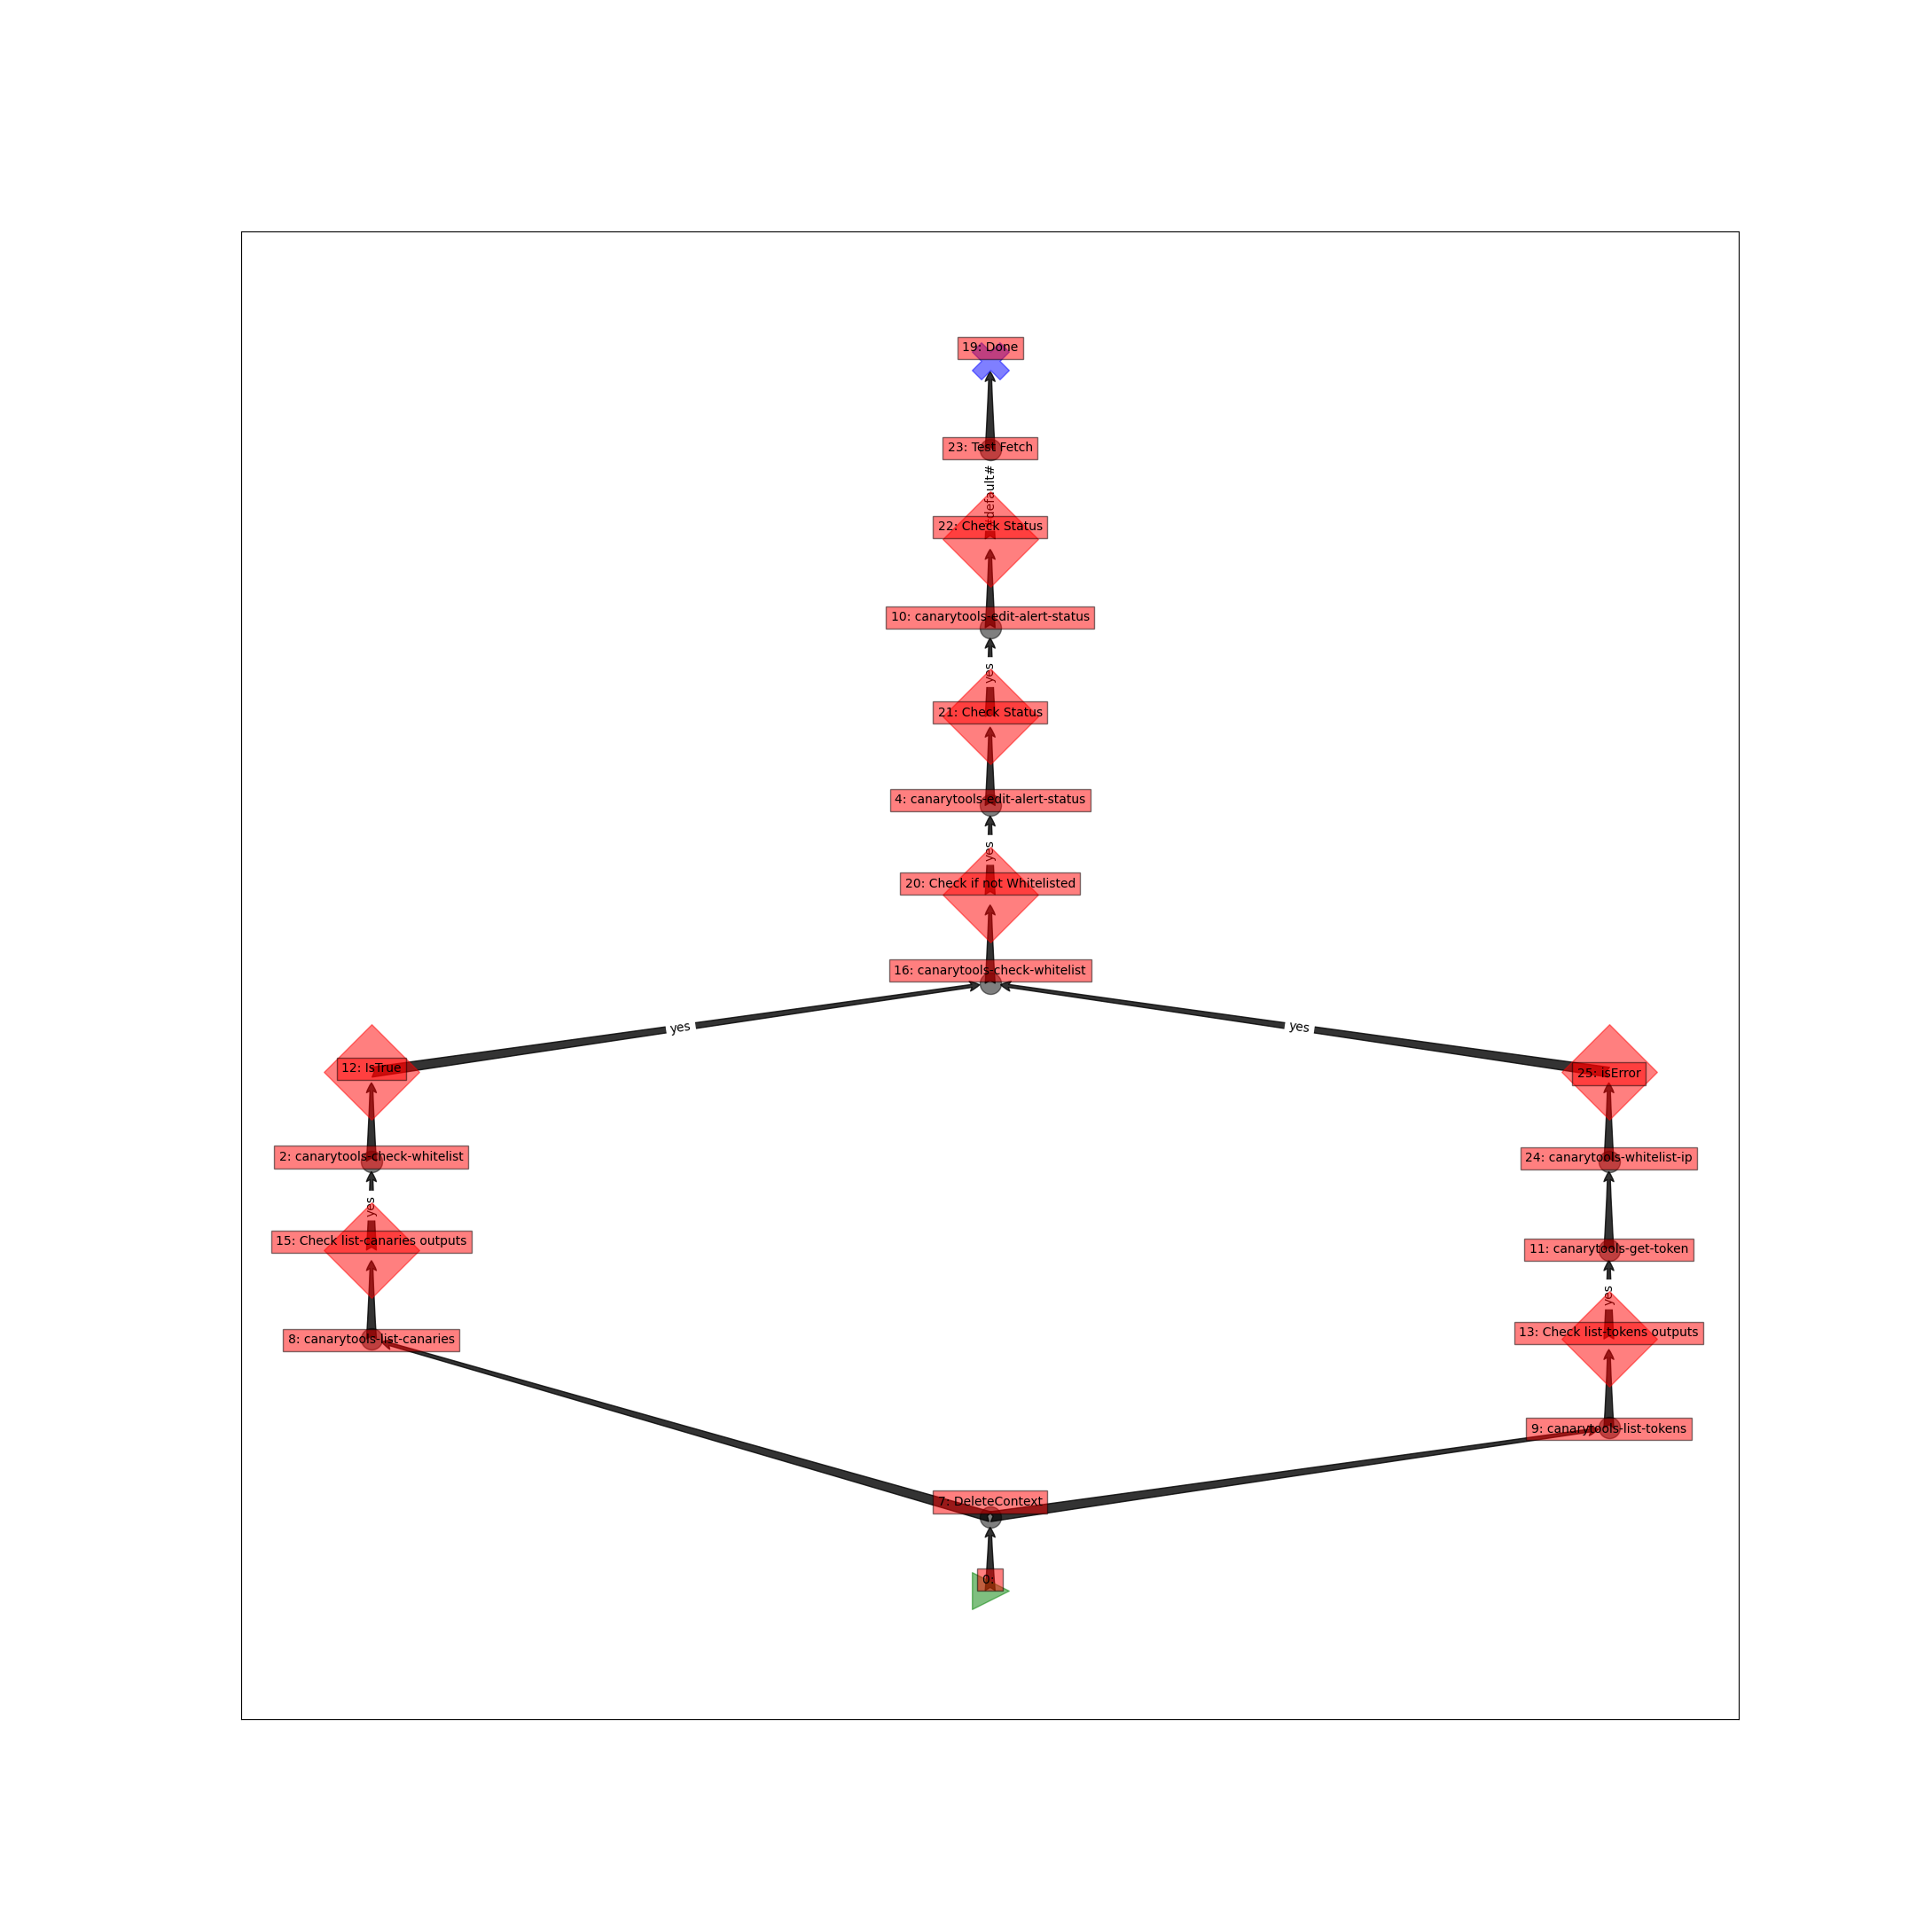 19: Done
23: Test Fetch
#default#
22: Check Status
10: canarytools-edit-alert-status
yes
21: Check Status
4: canarytools-edit-alert-status
yes
20: Check if not Whitelisted
16: canarytools-check-whitelist
yes
yes
12: IsTrue
25: isError
2: canarytools-check-whitelist
24: canarytools-whitelist-ip
yes
15: Check list-canaries outputs
11: canarytools-get-token
yes
8: canarytools-list-canaries
13: Check list-tokens outputs
9: canarytools-list-tokens
7: DeleteContext
0: